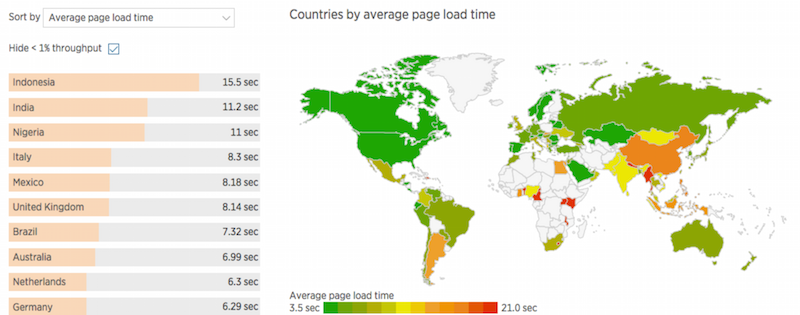 Sort by Average page load time
Hide < 1% throughput
Indonesia 15.5 sec
India 11.2 sec
Nigeria 11 sec
Italy 8.3 sec
Mexico 8.18 sec
United Kingdom 8.14 sec
Brazil 7.32 sec
Australia 6.99 sec
Netherlands 6.3 sec
Germany 6.29 sec
Countries by average page load time
Average page load time
3.5 sec 21.0 sec